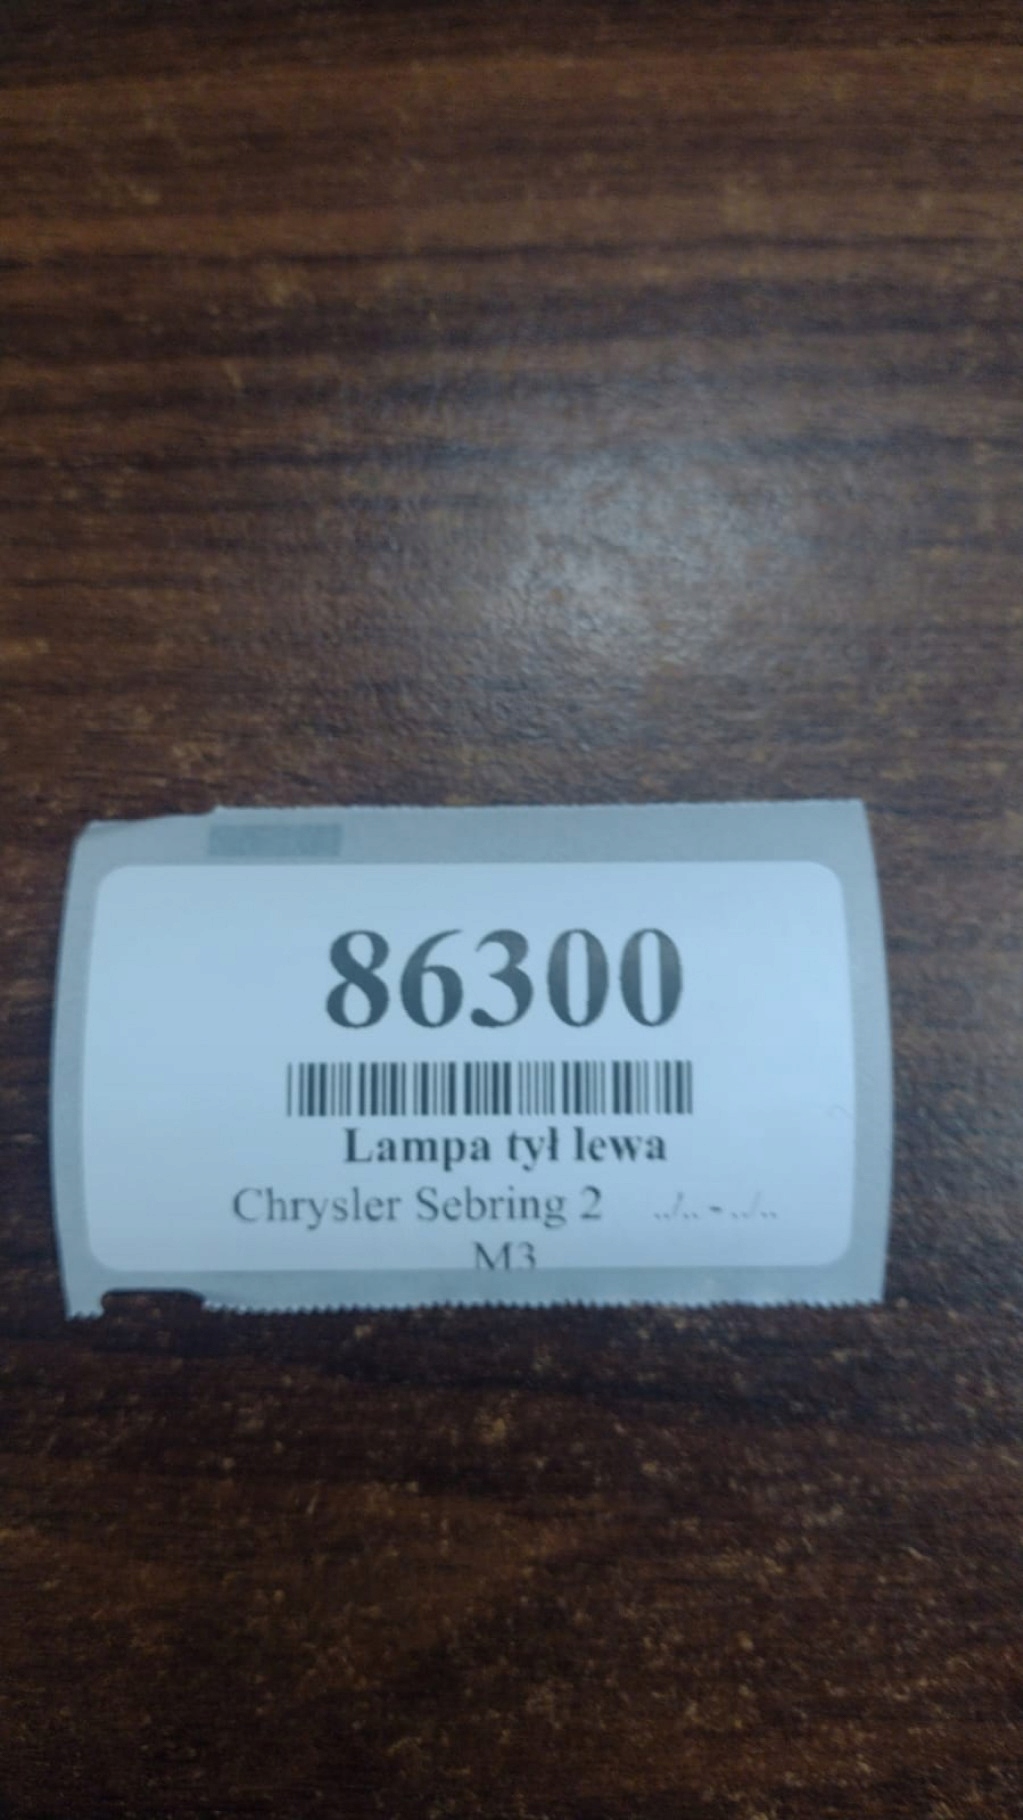 86300
Lampa tył lewa
Chrysler Sebring 2 ../.. - ../..
M3